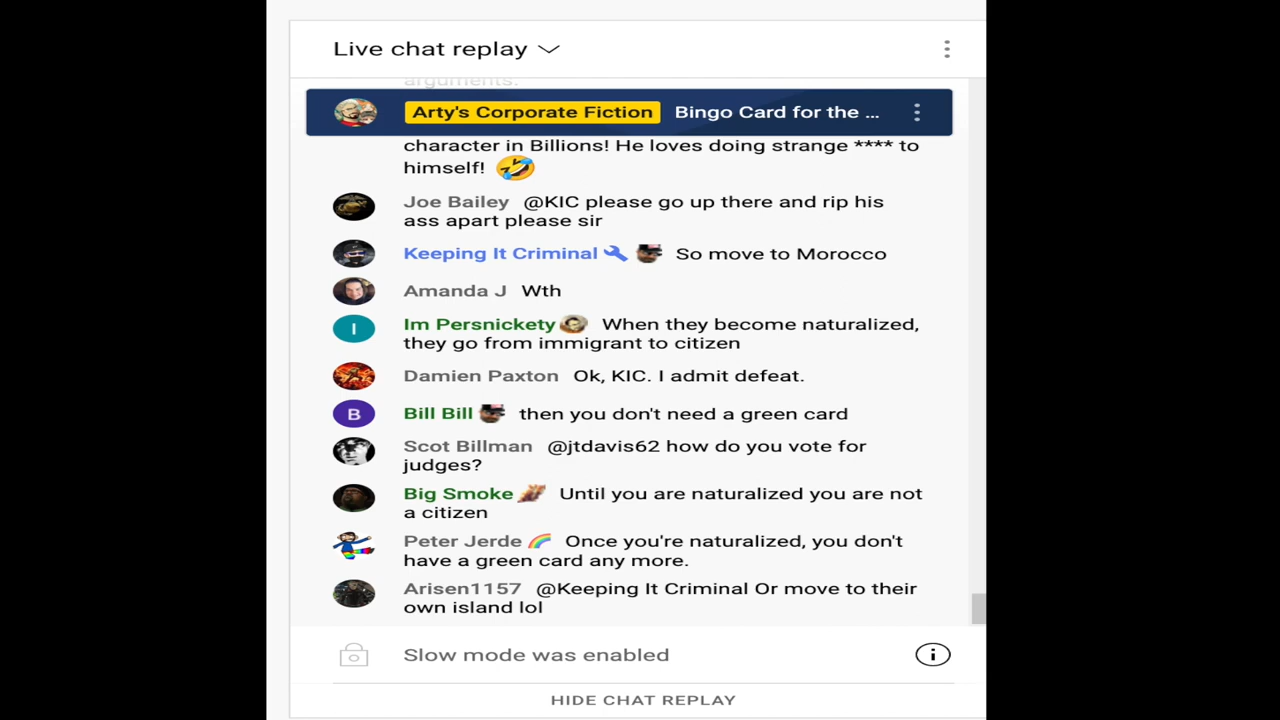 Live chat replay
arguments.
Arty's Corporate Fiction Bingo Card for the ...
character in Billions! He loves doing strange **** to
himself! 🤣
Joe Bailey @KIC please go up there and rip his
ass apart please sir
Keeping It Criminal So move to Morocco
Amanda J Wth
I
Im Persnickety When they become naturalized,
they go from immigrant to citizen
Damien Paxton Ok, KIC. I admit defeat.
B
Bill Bill then you don't need a green card
Scot Billman @jtdavis62 how do you vote for
judges?
Big Smoke Until you are naturalized you are not
a citizen
Peter Jerde 🌈 Once you're naturalized, you don't
have a green card any more.
Arisen1157 @Keeping It Criminal Or move to their
own island lol
Slow mode was enabled
HIDE CHAT REPLAY